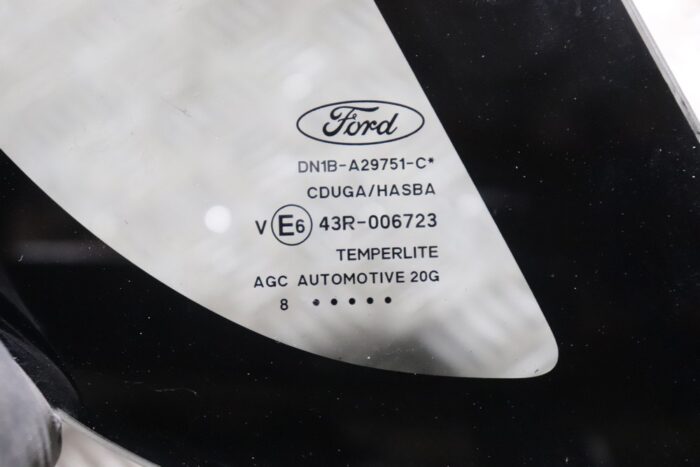 Ford
DN1B-A29751-C*
CDUGA/HASBA
V E6 43R-006723
TEMPERLITE
AGC AUTOMOTIVE 20G
8 •••••